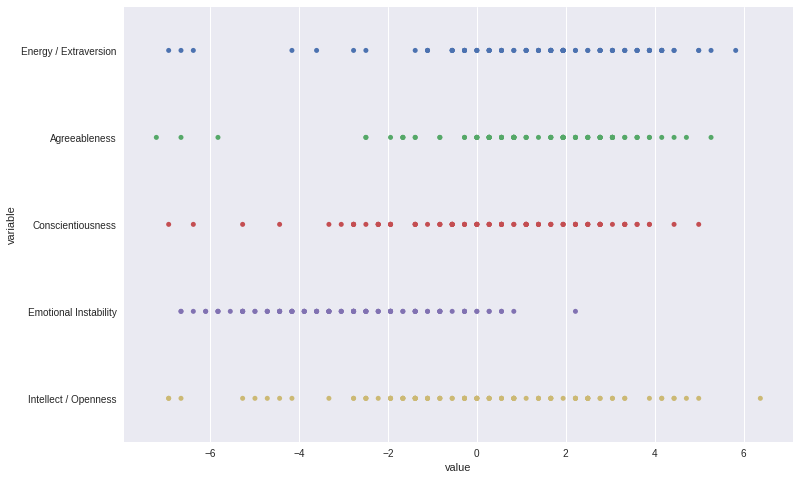 Energy / Extraversion
Agreeableness
Conscientiousness
Emotional Instability
Intellect / Openness
variable
−6 −4 −2 0 2 4 6
value